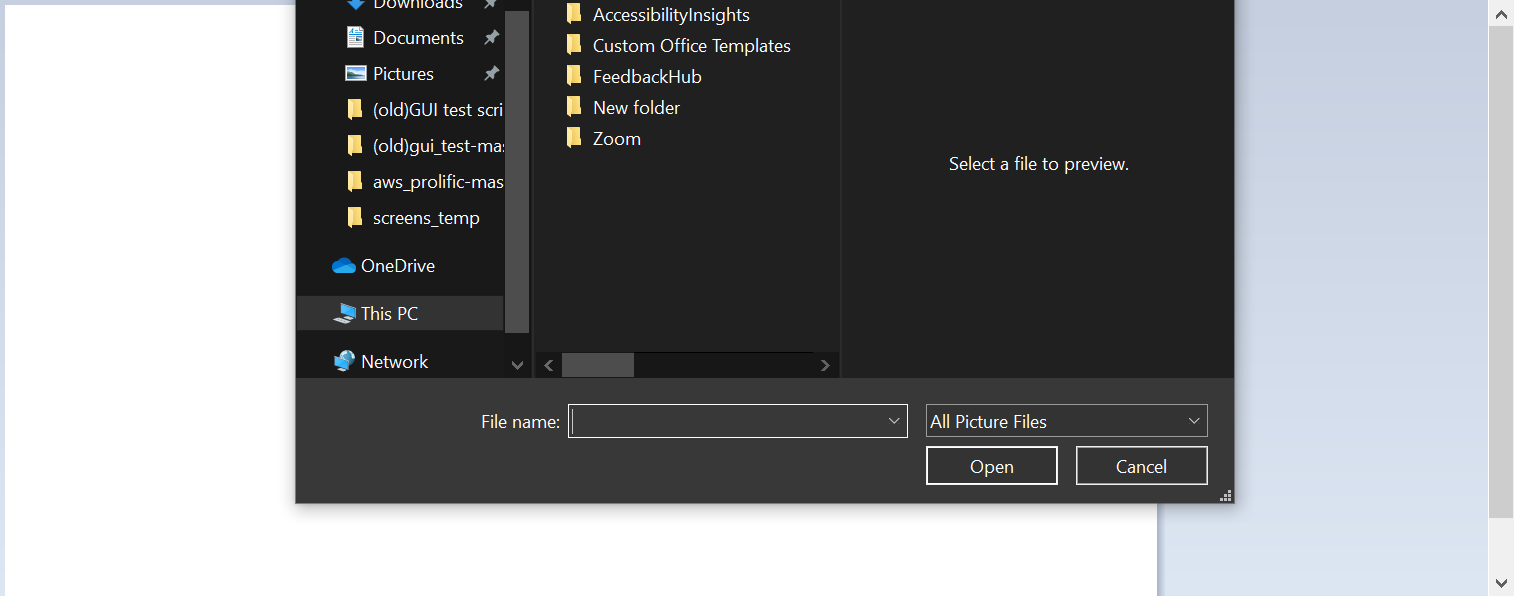 Downloads
Documents
Pictures
(old)GUI test scri
(old)gui_test-mas
aws_prolific-mas
screens_temp
OneDrive
This PC
Network
AccessibilityInsights
Custom Office Templates
FeedbackHub
New folder
Zoom
Select a file to preview.
File name:
All Picture Files
Open
Cancel